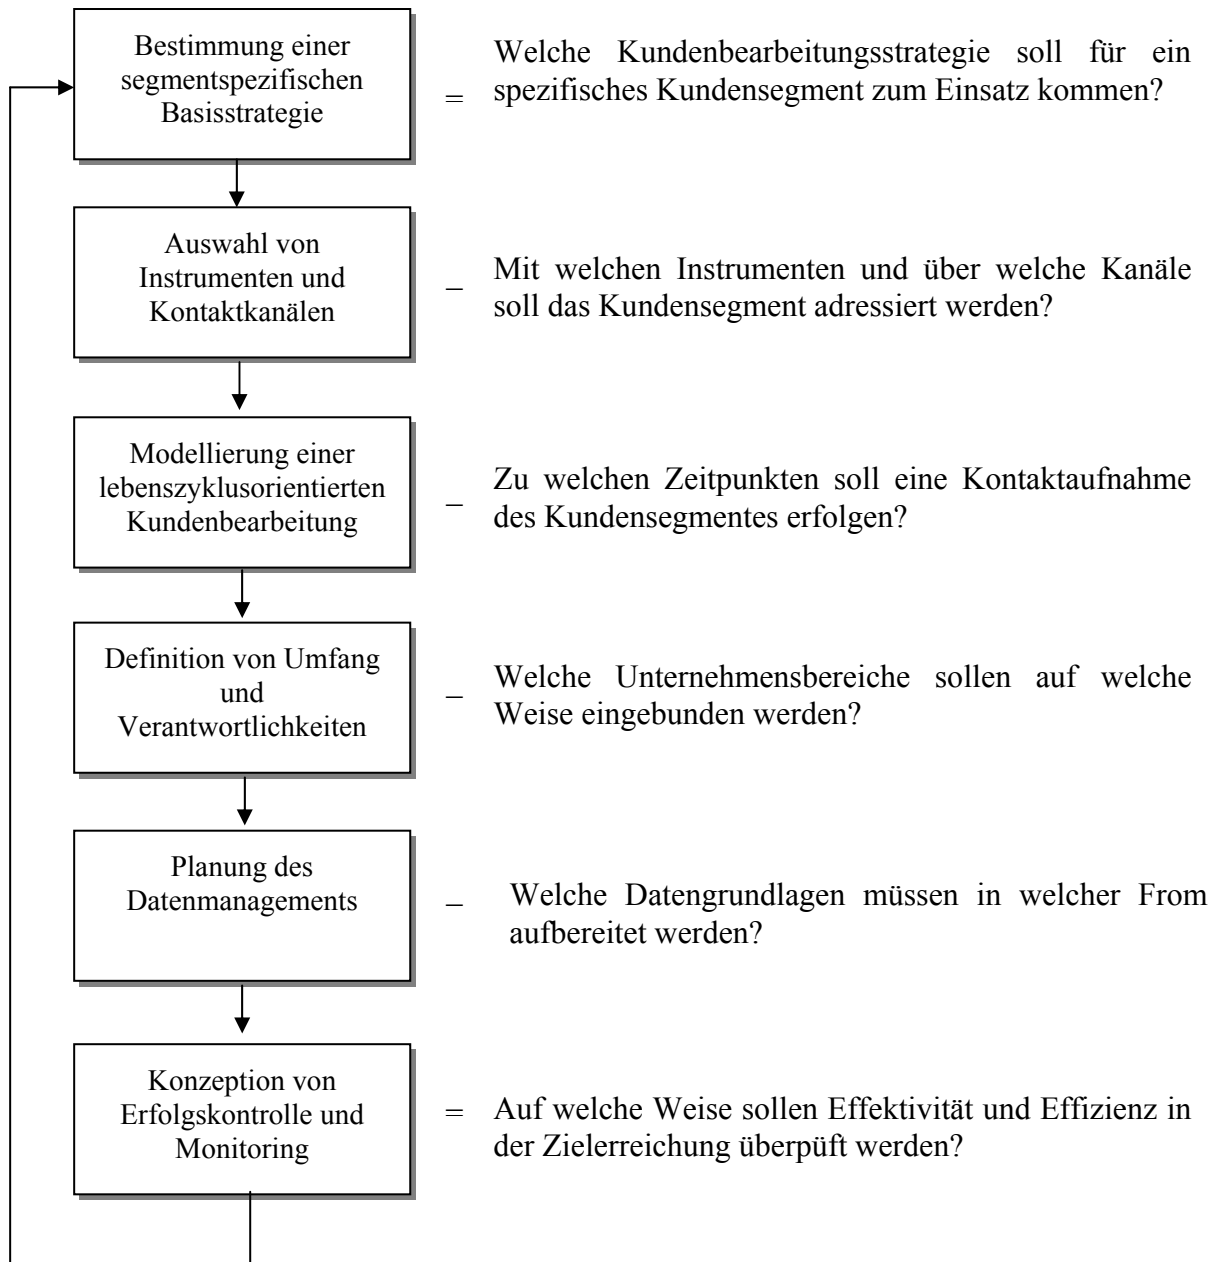 Bestimmung einer
segmentspezifischen
Basisstrategie
= Welche Kundenbearbeitungsstrategie soll für ein
spezifisches Kundensegment zum Einsatz kommen?
Auswahl von
Instrumenten und
Kontaktkanälen
– Mit welchen Instrumenten und über welche Kanäle
soll das Kundensegment adressiert werden?
Modellierung einer
lebenszyklusorientierten
Kundenbearbeitung
– Zu welchen Zeitpunkten soll eine Kontaktaufnahme
des Kundensegmentes erfolgen?
Definition von Umfang
und
Verantwortlichkeiten
– Welche Unternehmensbereiche sollen auf welche
Weise eingebunden werden?
Planung des
Datenmanagements
– Welche Datengrundlagen müssen in welcher From
aufbereitet werden?
Konzeption von
Erfolgskontrolle und
Monitoring
= Auf welche Weise sollen Effektivität und Effizienz in
der Zielerreichung überpüft werden?